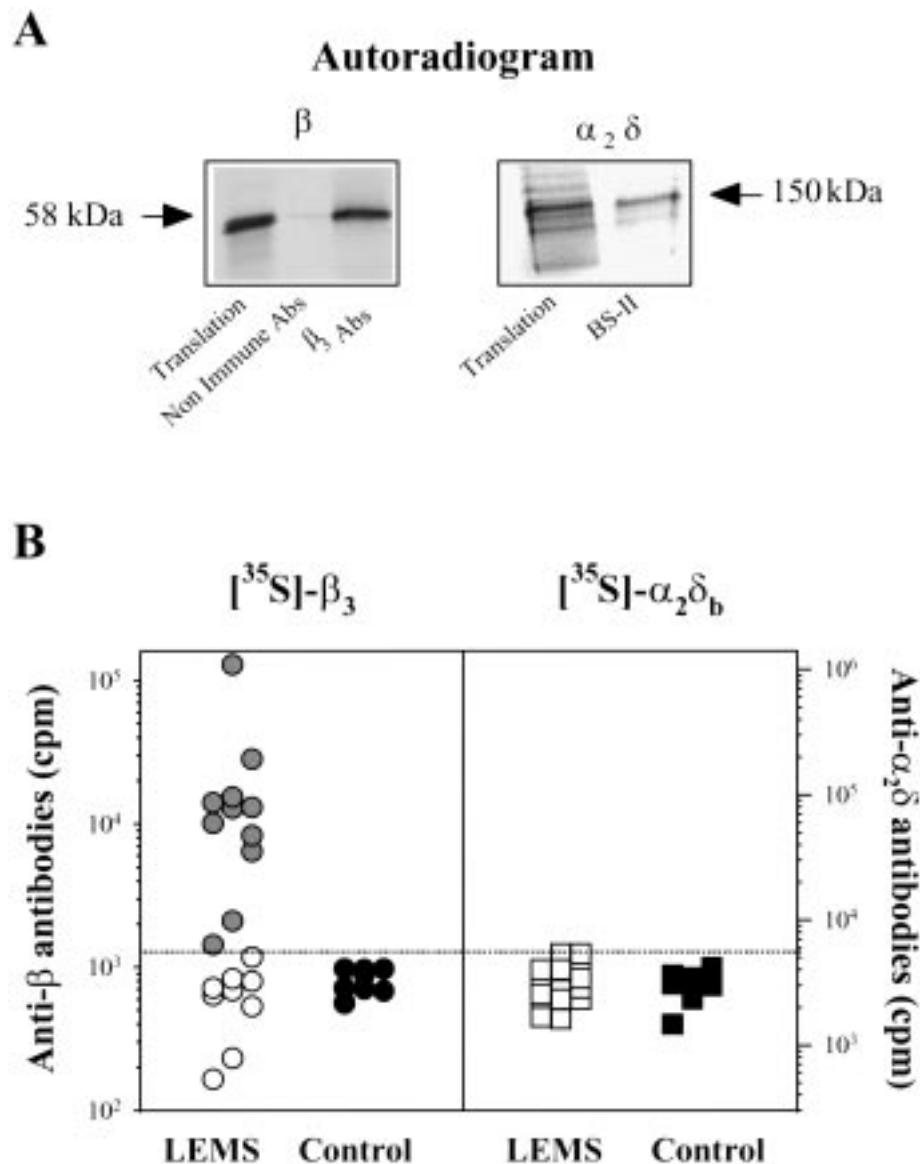 A
Autoradiogram
β
α₂ δ
58 kDa
150 kDa
Translation
Non Immune Abs
β₃ Abs
Translation
BS-II
B
[³⁵S]-β₃
[³⁵S]-α₂δb
Anti-β antibodies (cpm)
10⁵
10⁴
10³
10²
10⁶
10⁵
10⁴
10³
Anti-α₂δ antibodies (cpm)
LEMS
Control
LEMS
Control